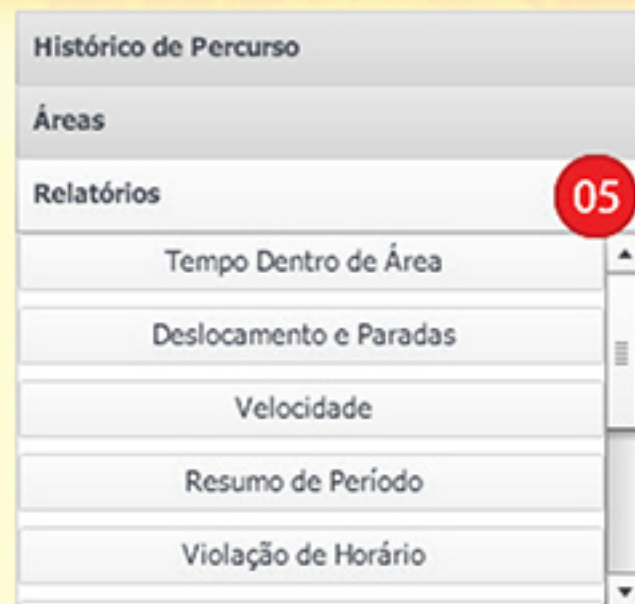 Histórico de Percurso
Áreas
Relatórios 05
Tempo Dentro de Área
Deslocamento e Paradas
Velocidade
Resumo de Período
Violação de Horário